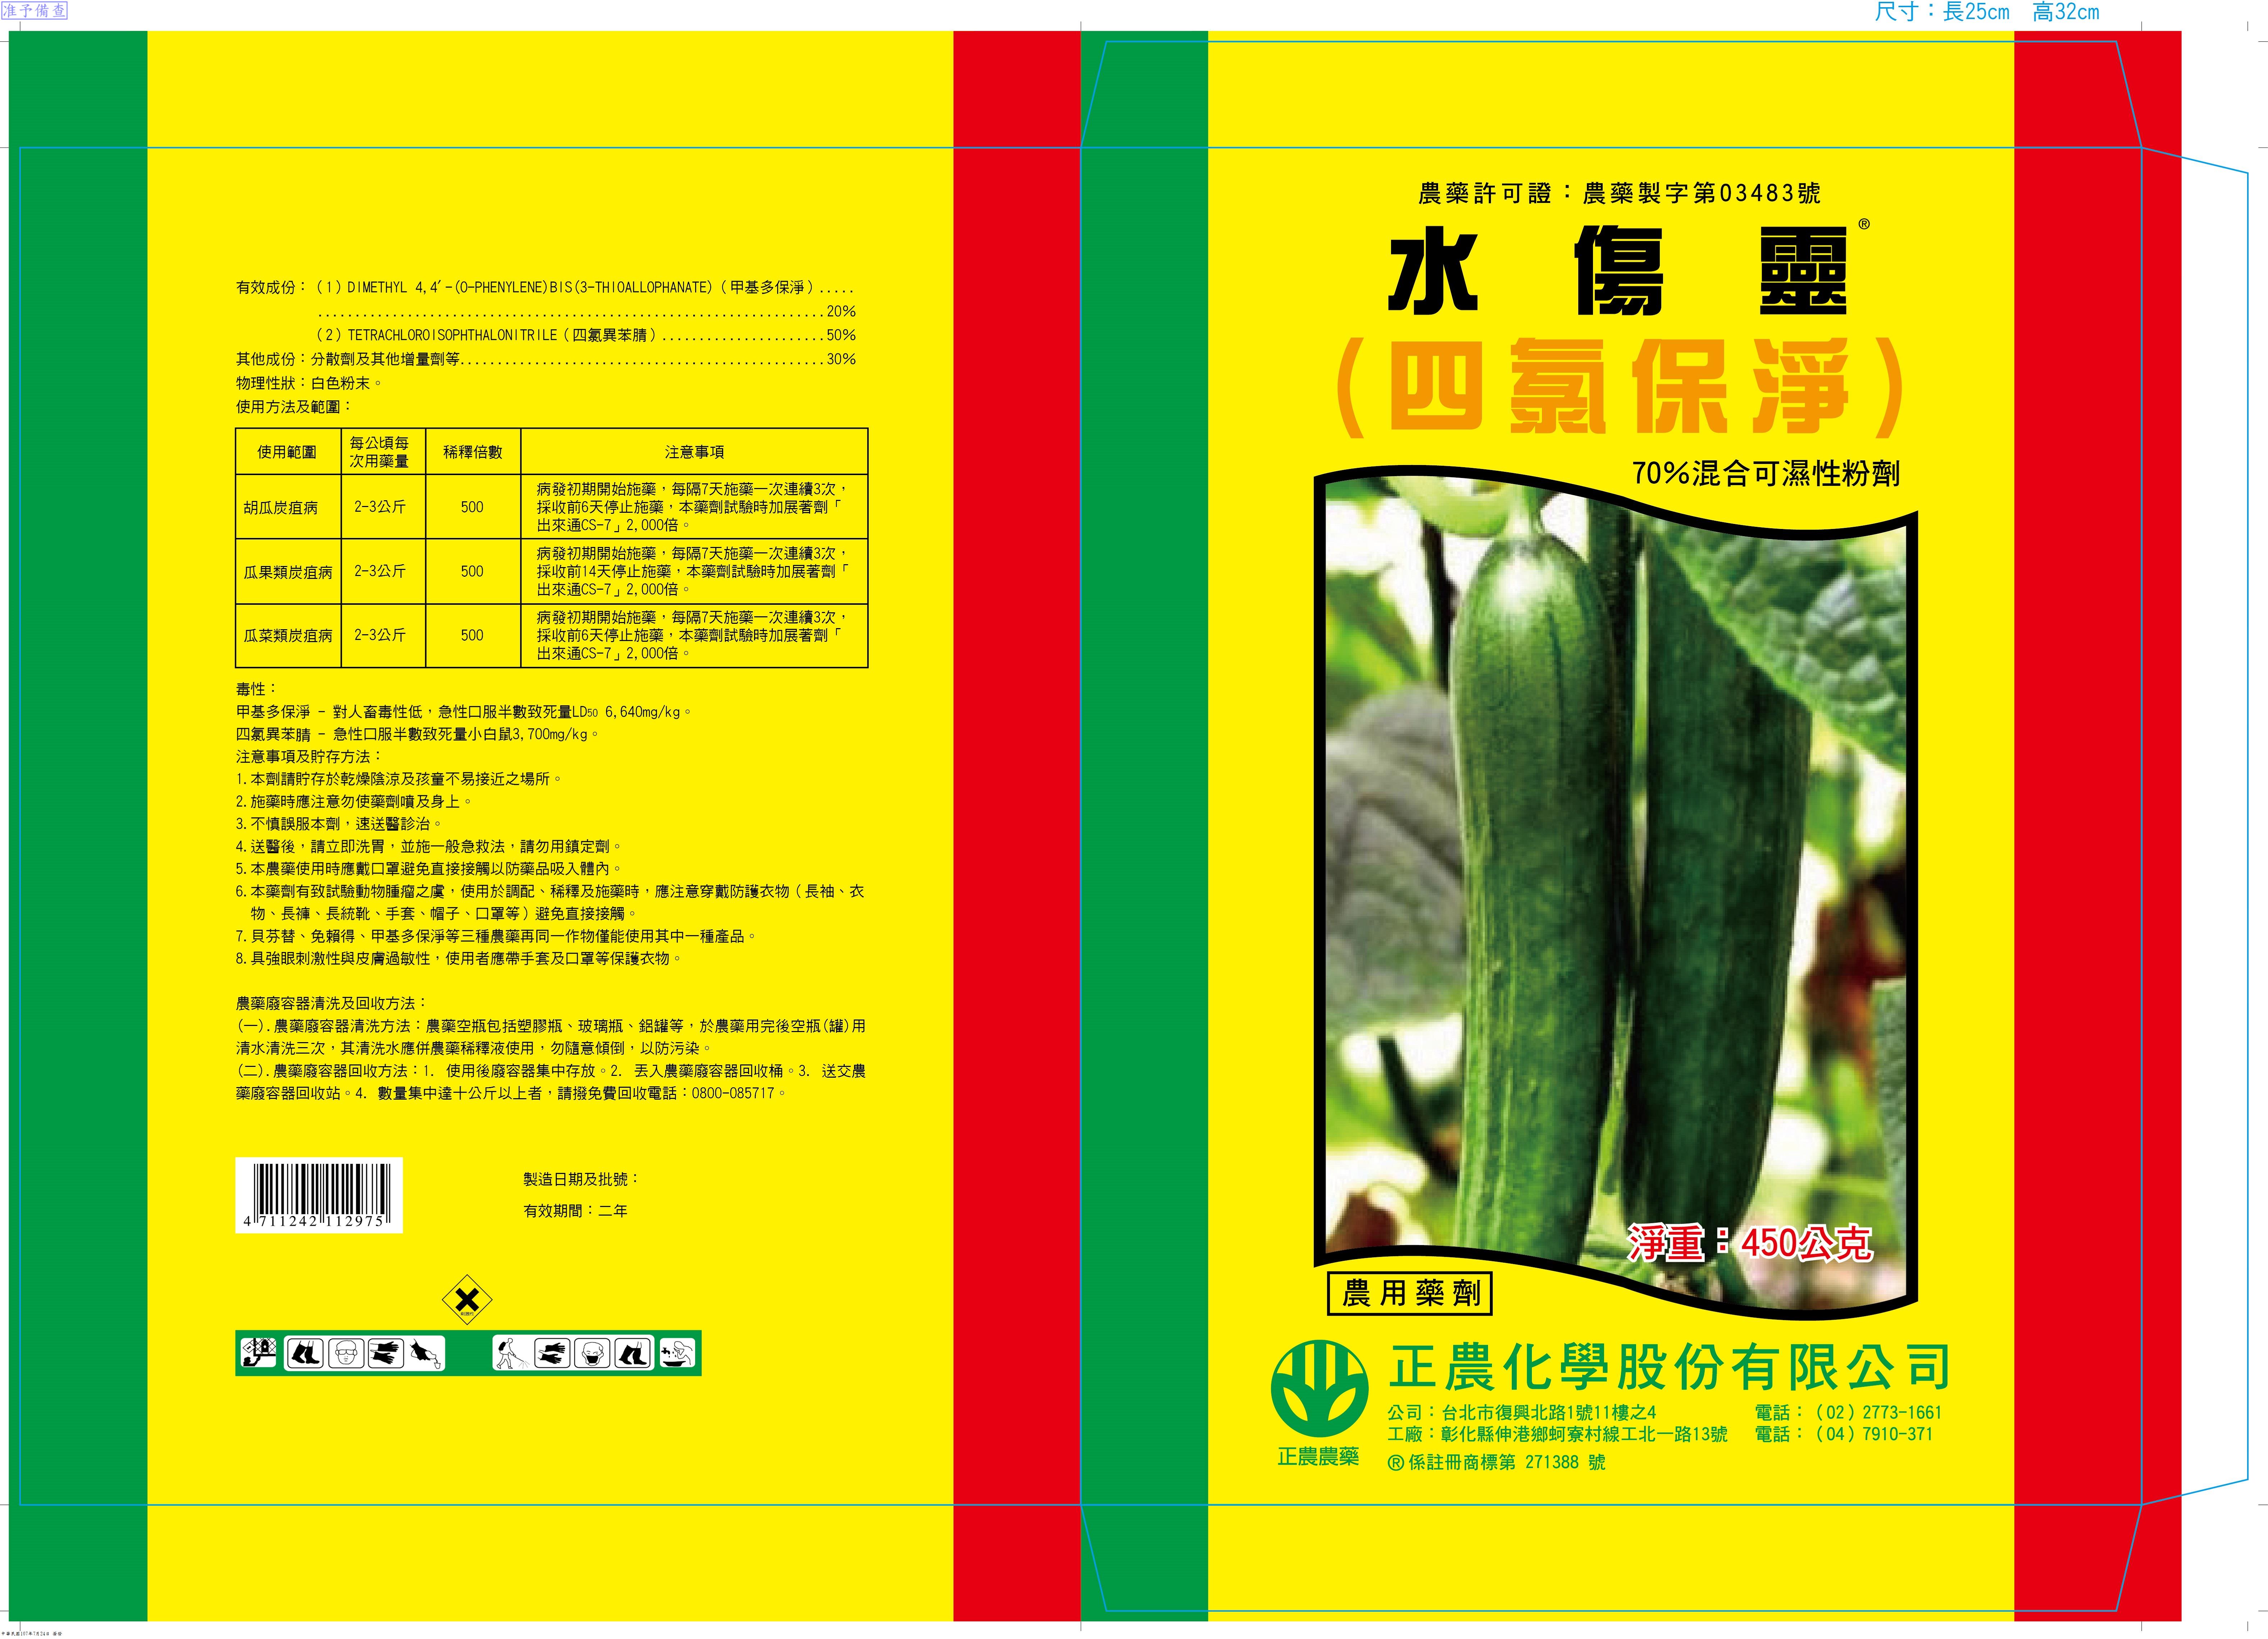 准予備查
尺寸：長25cm 高32cm
有效成份：（1）DIMETHYL 4,4′-(O-PHENYLENE)BIS(3-THIOALLOPHANATE)（甲基多保淨）.....
....................................................................20%
（2）TETRACHLOROISOPHTHALONITRILE（四氯異苯腈）......................50%
其他成份：分散劑及其他增量劑等.................................................30%
物理性狀：白色粉末。
使用方法及範圍：
使用範圍 每公頃每次用藥量 稀釋倍數 注意事項
胡瓜炭疽病 2-3公斤 500 病發初期開始施藥，每隔7天施藥一次連續3次，
採收前6天停止施藥，本藥劑試驗時加展著劑「
出來通CS-7」2,000倍。
瓜果類炭疽病 2-3公斤 500 病發初期開始施藥，每隔7天施藥一次連續3次，
採收前14天停止施藥，本藥劑試驗時加展著劑「
出來通CS-7」2,000倍。
瓜菜類炭疽病 2-3公斤 500 病發初期開始施藥，每隔7天施藥一次連續3次，
採收前6天停止施藥，本藥劑試驗時加展著劑「
出來通CS-7」2,000倍。
毒性：
甲基多保淨 - 對人畜毒性低，急性口服半數致死量LD50 6,640mg/kg。
四氯異苯腈 - 急性口服半數致死量小白鼠3,700mg/kg。
注意事項及貯存方法：
1.本劑請貯存於乾燥陰涼及孩童不易接近之場所。
2.施藥時應注意勿使藥劑噴及身上。
3.不慎誤服本劑，速送醫診治。
4.送醫後，請立即洗胃，並施一般急救法，請勿用鎮定劑。
5.本農藥使用時應戴口罩避免直接接觸以防藥品吸入體內。
6.本藥劑有致試驗動物腫瘤之虞，使用於調配、稀釋及施藥時，應注意穿戴防護衣物（長袖、衣
物、長褲、長統靴、手套、帽子、口罩等）避免直接接觸。
7.貝芬替、免賴得、甲基多保淨等三種農藥再同一作物僅能使用其中一種產品。
8.具強眼刺激性與皮膚過敏性，使用者應帶手套及口罩等保護衣物。
農藥廢容器清洗及回收方法：
(一).農藥廢容器清洗方法：農藥空瓶包括塑膠瓶、玻璃瓶、鋁罐等，於農藥用完後空瓶(罐)用
清水清洗三次，其清洗水應併農藥稀釋液使用，勿隨意傾倒，以防污染。
(二).農藥廢容器回收方法：1. 使用後廢容器集中存放。2. 丟入農藥廢容器回收桶。3. 送交農
藥廢容器回收站。4. 數量集中達十公斤以上者，請撥免費回收電話：0800-085717。
4 711242 112975
製造日期及批號：
有效期間：二年
農藥許可證：農藥製字第03483號
水傷靈®
(四氯保淨)
70%混合可濕性粉劑
淨重：450公克
農用藥劑
正農化學股份有限公司
公司：台北市復興北路1號11樓之4 電話：（02）2773-1661
工廠：彰化縣伸港鄉蚵寮村線工北一路13號 電話：（04）7910-371
正農農藥
®係註冊商標第 271388 號